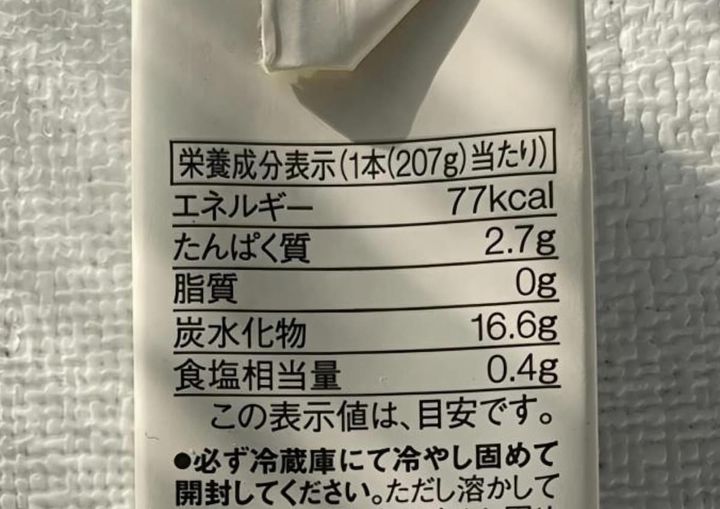 栄養成分表示(1本(207g)当たり)
エネルギー 77kcal
たんぱく質 2.7g
脂質 0g
炭水化物 16.6g
食塩相当量 0.4g
この表示値は、目安です。
●必ず冷蔵庫にて冷やし固めて
開封してください。ただし溶かして